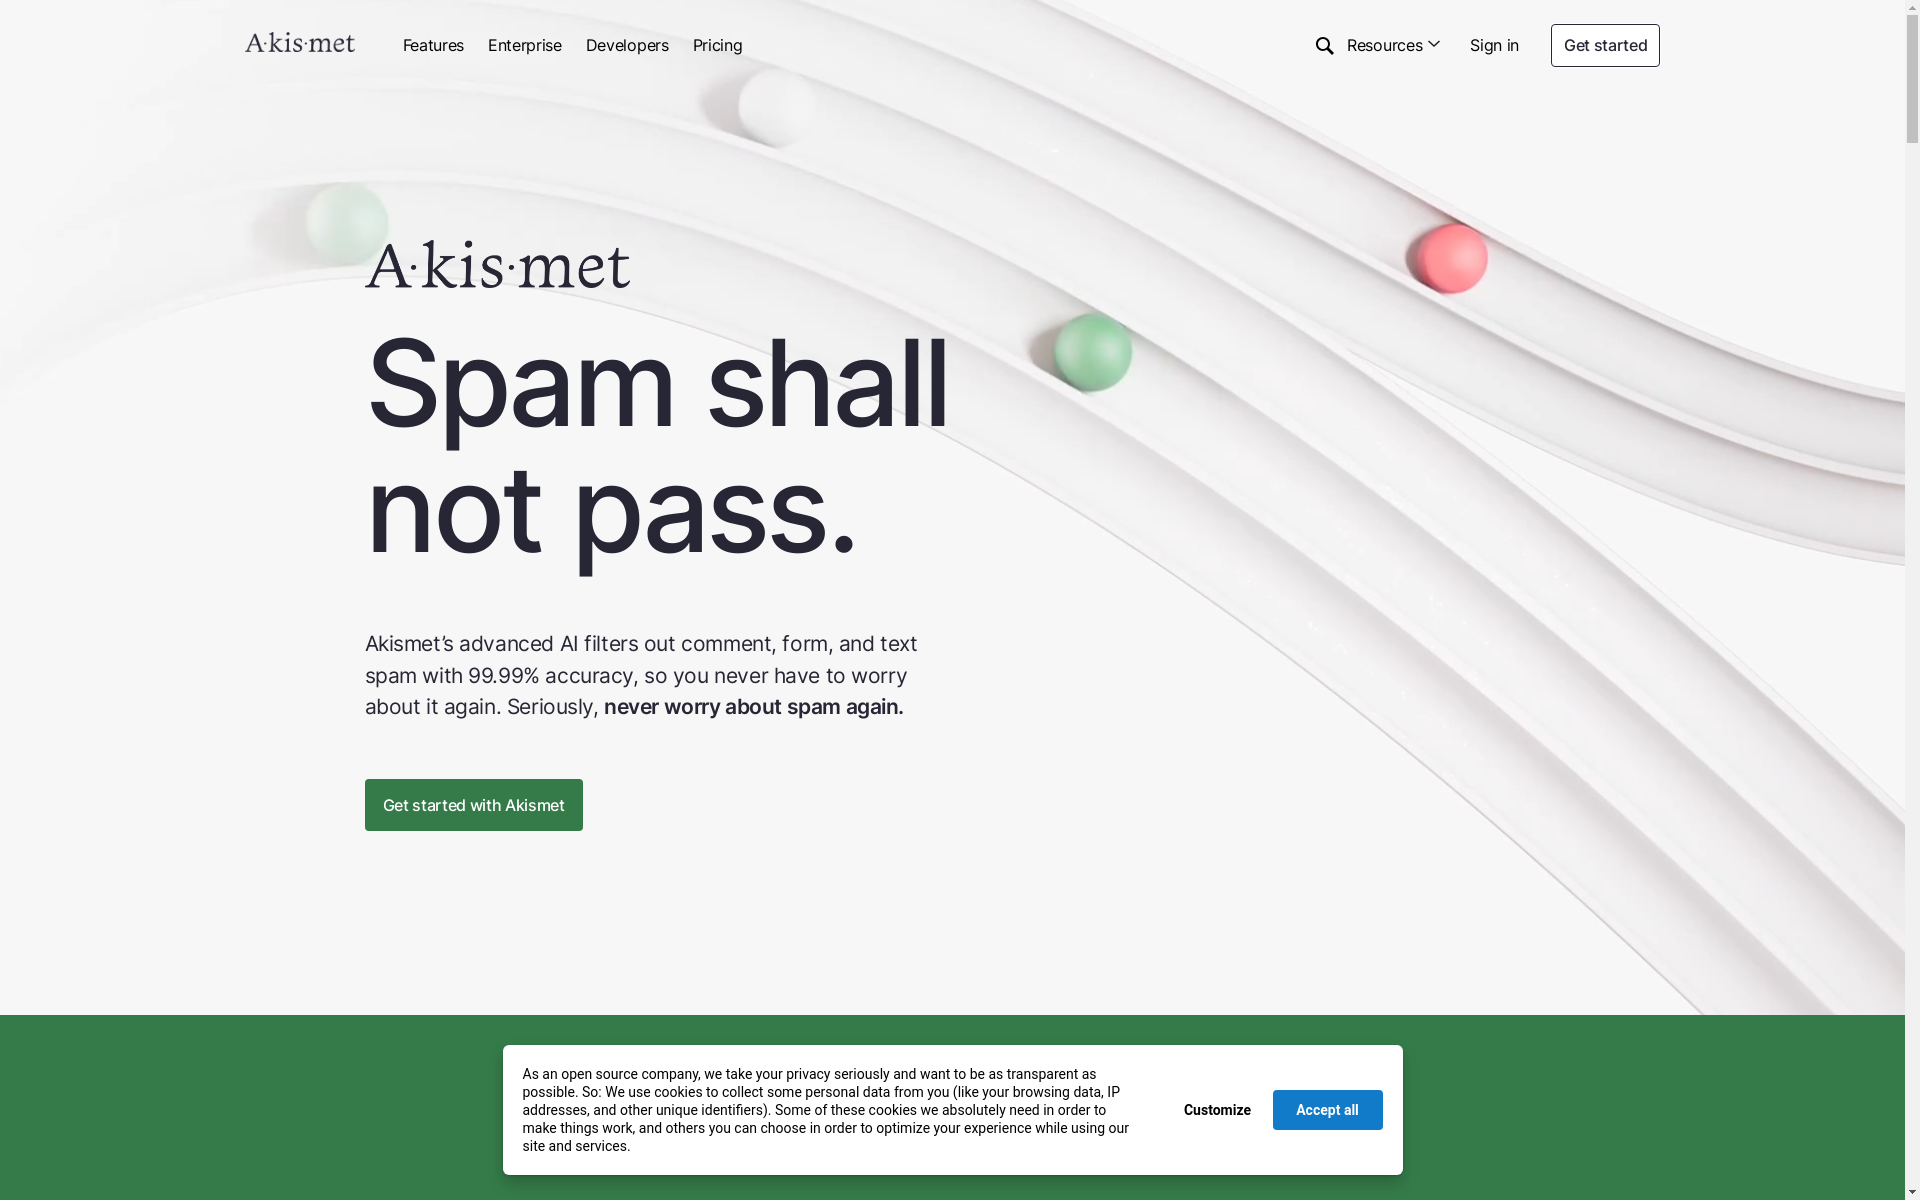 A·kis·met
Features
Enterprise
Developers
Pricing
Resources
Sign in
Get started
A·kis·met
Spam shall
not pass.
Akismet’s advanced AI filters out comment, form, and text
spam with 99.99% accuracy, so you never have to worry
about it again. Seriously, never worry about spam again.
Get started with Akismet
As an open source company, we take your privacy seriously and want to be as transparent as
possible. So: We use cookies to collect some personal data from you (like your browsing data, IP
addresses, and other unique identifiers). Some of these cookies we absolutely need in order to
make things work, and others you can choose in order to optimize your experience while using our
site and services.
Customize
Accept all